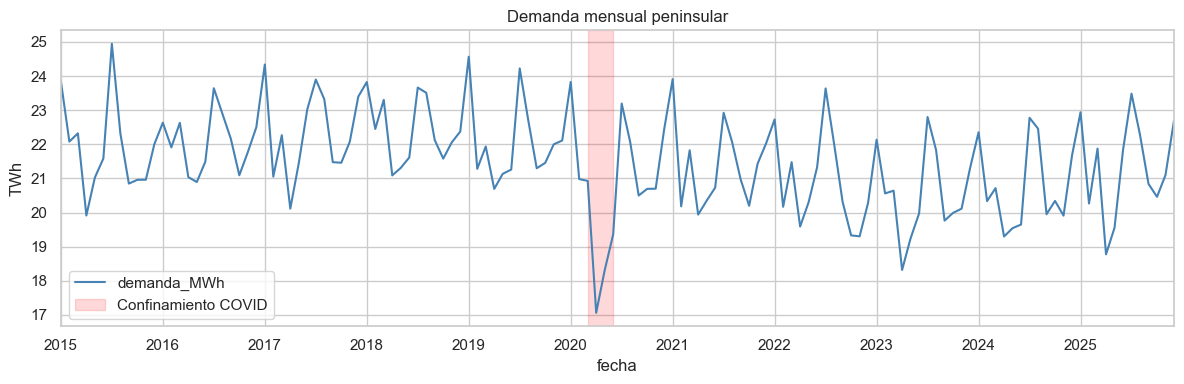 Demanda mensual peninsular
TWh
25
24
23
22
21
20
19
18
17
demanda_MWh
Confinamiento COVID
2015 2016 2017 2018 2019 2020 2021 2022 2023 2024 2025
fecha